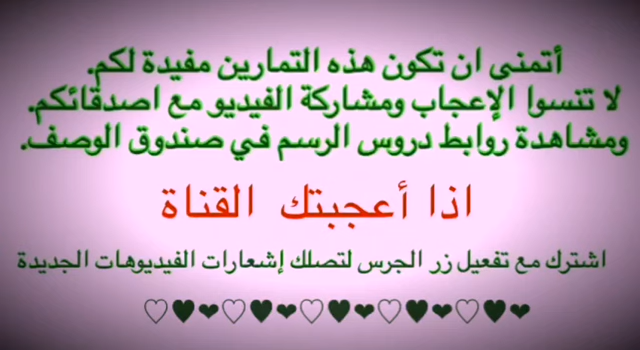 أتمنى ان تكون هذه التمارين مفيدة لكم.
لا تنسوا الإعجاب ومشاركة الفيديو مع اصدقائكم.
ومشاهدة روابط دروس الرسم في صندوق الوصف.
اذا أعجبتك القناة
اشترك مع تفعيل زر الجرس لتصلك إشعارات الفيديوهات الجديدة
❤♥♡❤♥♡❤♥♡❤♥♡❤♥♡